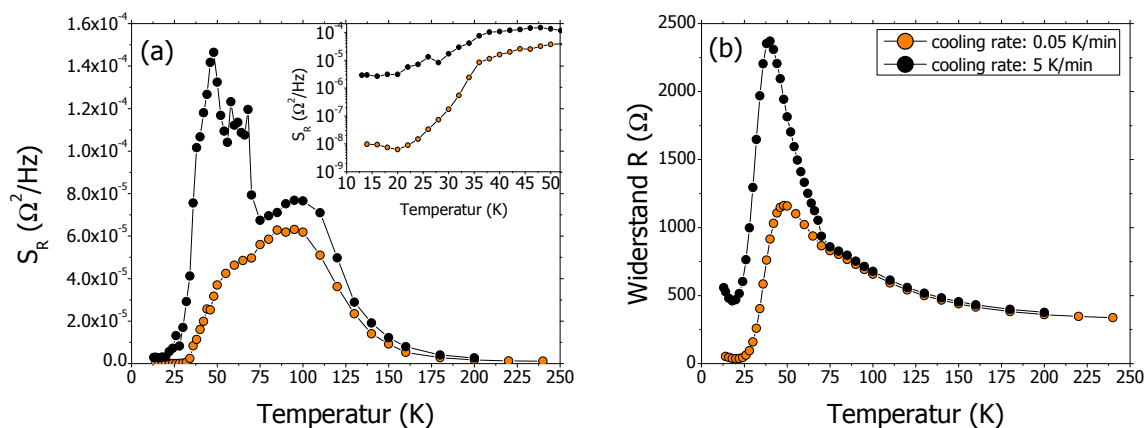 (a)
S_R (Ω²/Hz)
1.6x10⁻⁴
1.4x10⁻⁴
1.2x10⁻⁴
1.0x10⁻⁴
8.0x10⁻⁵
6.0x10⁻⁵
4.0x10⁻⁵
2.0x10⁻⁵
0.0
0 25 50 75 100 125 150 175 200 225 250
Temperatur (K)
S_R (Ω²/Hz)
10⁻⁴
10⁻⁵
10⁻⁶
10⁻⁷
10⁻⁸
10⁻⁹
10 13 20 30 40 50
Temperatur (K)
(b)
cooling rate: 0.05 K/min
cooling rate: 5 K/min
Widerstand R (Ω)
2500
2000
1500
1000
500
0
0 25 50 75 100 125 150 175 200 225 250
Temperatur (K)